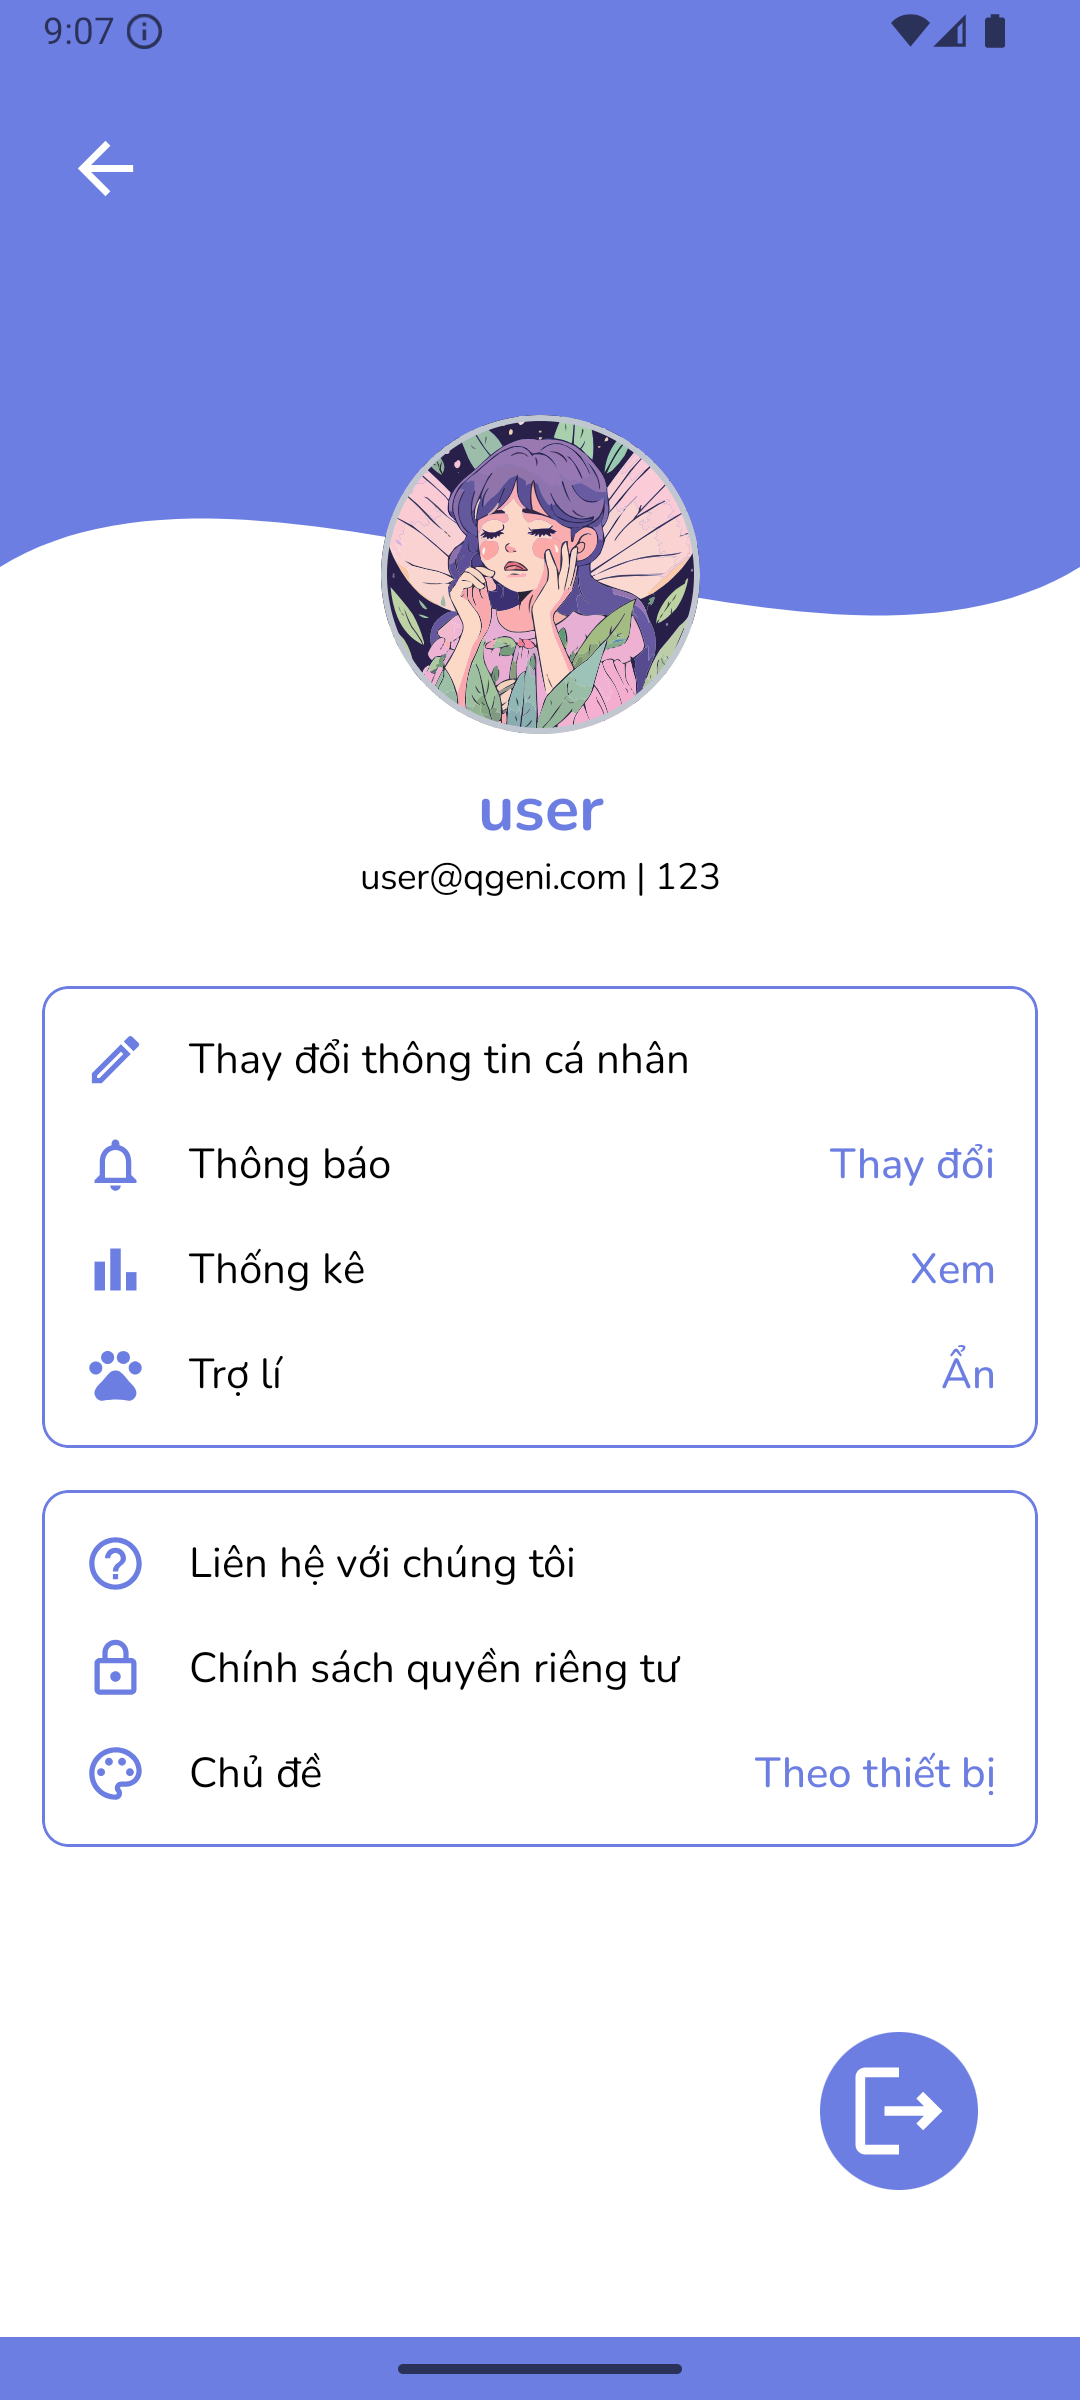 9:07
user
user@qgeni.com | 123
Thay đổi thông tin cá nhân
Thông báo Thay đổi
Thống kê Xem
Trợ lí Ẩn
Liên hệ với chúng tôi
Chính sách quyền riêng tư
Chủ đề Theo thiết bị